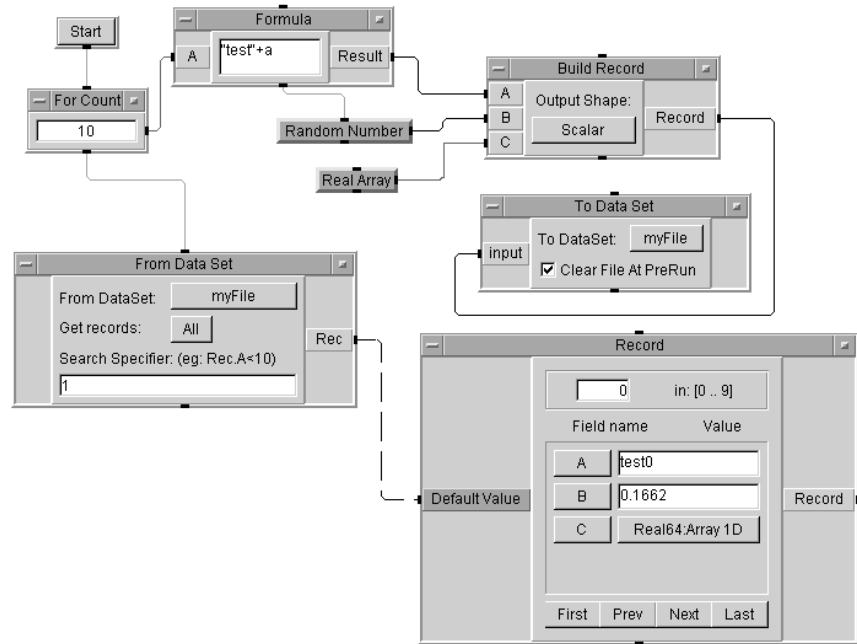 Start
For Count
10
Formula
A
"test"+a
Result
Random Number
Real Array
Build Record
A
B
C
Output Shape:
Scalar
Record
To Data Set
input
To DataSet: myFile
Clear File At PreRun
From Data Set
From DataSet: myFile
Get records: All
Search Specifier: (eg: Rec.A<10)
1
Rec
Record
0 in: [0 .. 9]
Field name Value
A test0
B 0.1662
C Real64:Array 1D
Default Value
Record
First Prev Next Last